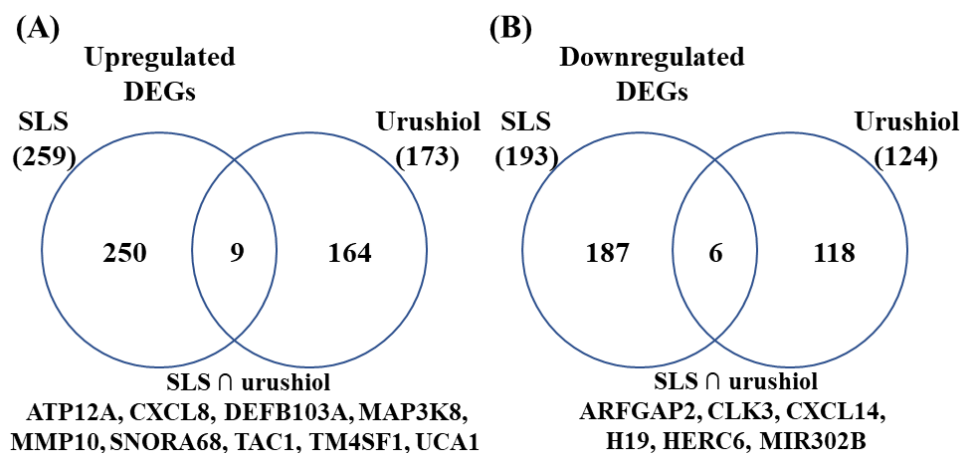 (A)
Upregulated
DEGs
SLS
(259)
Urushiol
(173)
250
9
164
SLS ∩ urushiol
ATP12A, CXCL8, DEFB103A, MAP3K8,
MMP10, SNORA68, TAC1, TM4SF1, UCA1
(B)
Downregulated
DEGs
SLS
(193)
Urushiol
(124)
187
6
118
SLS ∩ urushiol
ARFGAP2, CLK3, CXCL14,
H19, HERC6, MIR302B